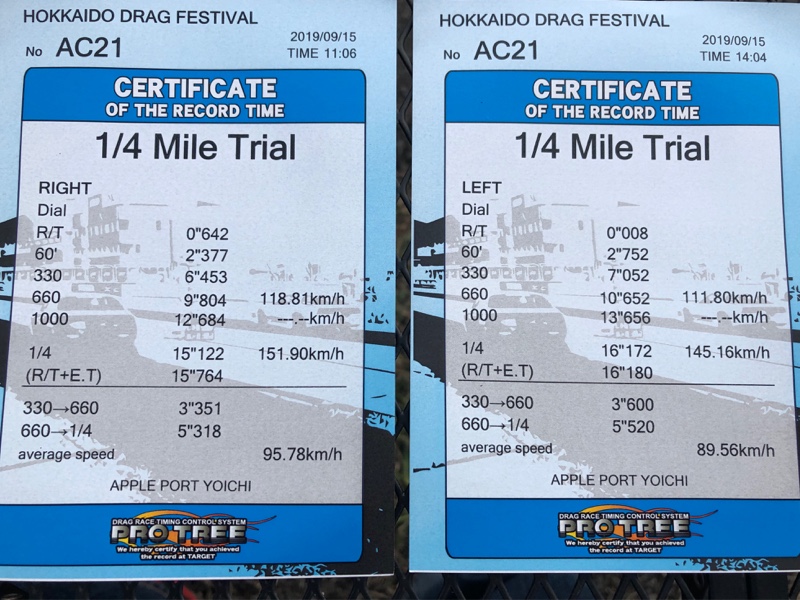 HOKKAIDO DRAG FESTIVAL
No AC21
2019/09/15
TIME 11:06
CERTIFICATE
OF THE RECORD TIME
1/4 Mile Trial
RIGHT
Dial
R/T 0"642
60' 2"377
330 6"453
660 9"804 118.81km/h
1000 12"684 ---.--km/h
1/4 15"122 151.90km/h
(R/T+E.T) 15"764
330→660 3"351
660→1/4 5"318
average speed 95.78km/h
APPLE PORT YOICHI
DRAG RACE TIMING CONTROL SYSTEM
PRO TREE
We hereby certify that you achieved
the record at TARGET
HOKKAIDO DRAG FESTIVAL
No AC21
2019/09/15
TIME 14:04
CERTIFICATE
OF THE RECORD TIME
1/4 Mile Trial
LEFT
Dial
R/T 0"008
60' 2"752
330 7"052
660 10"652 111.80km/h
1000 13"656 ---.--km/h
1/4 16"172 145.16km/h
(R/T+E.T) 16"180
330→660 3"600
660→1/4 5"520
average speed 89.56km/h
APPLE PORT YOICHI
DRAG RACE TIMING CONTROL SYSTEM
PRO TREE
We hereby certify that you achieved
the record at TARGET